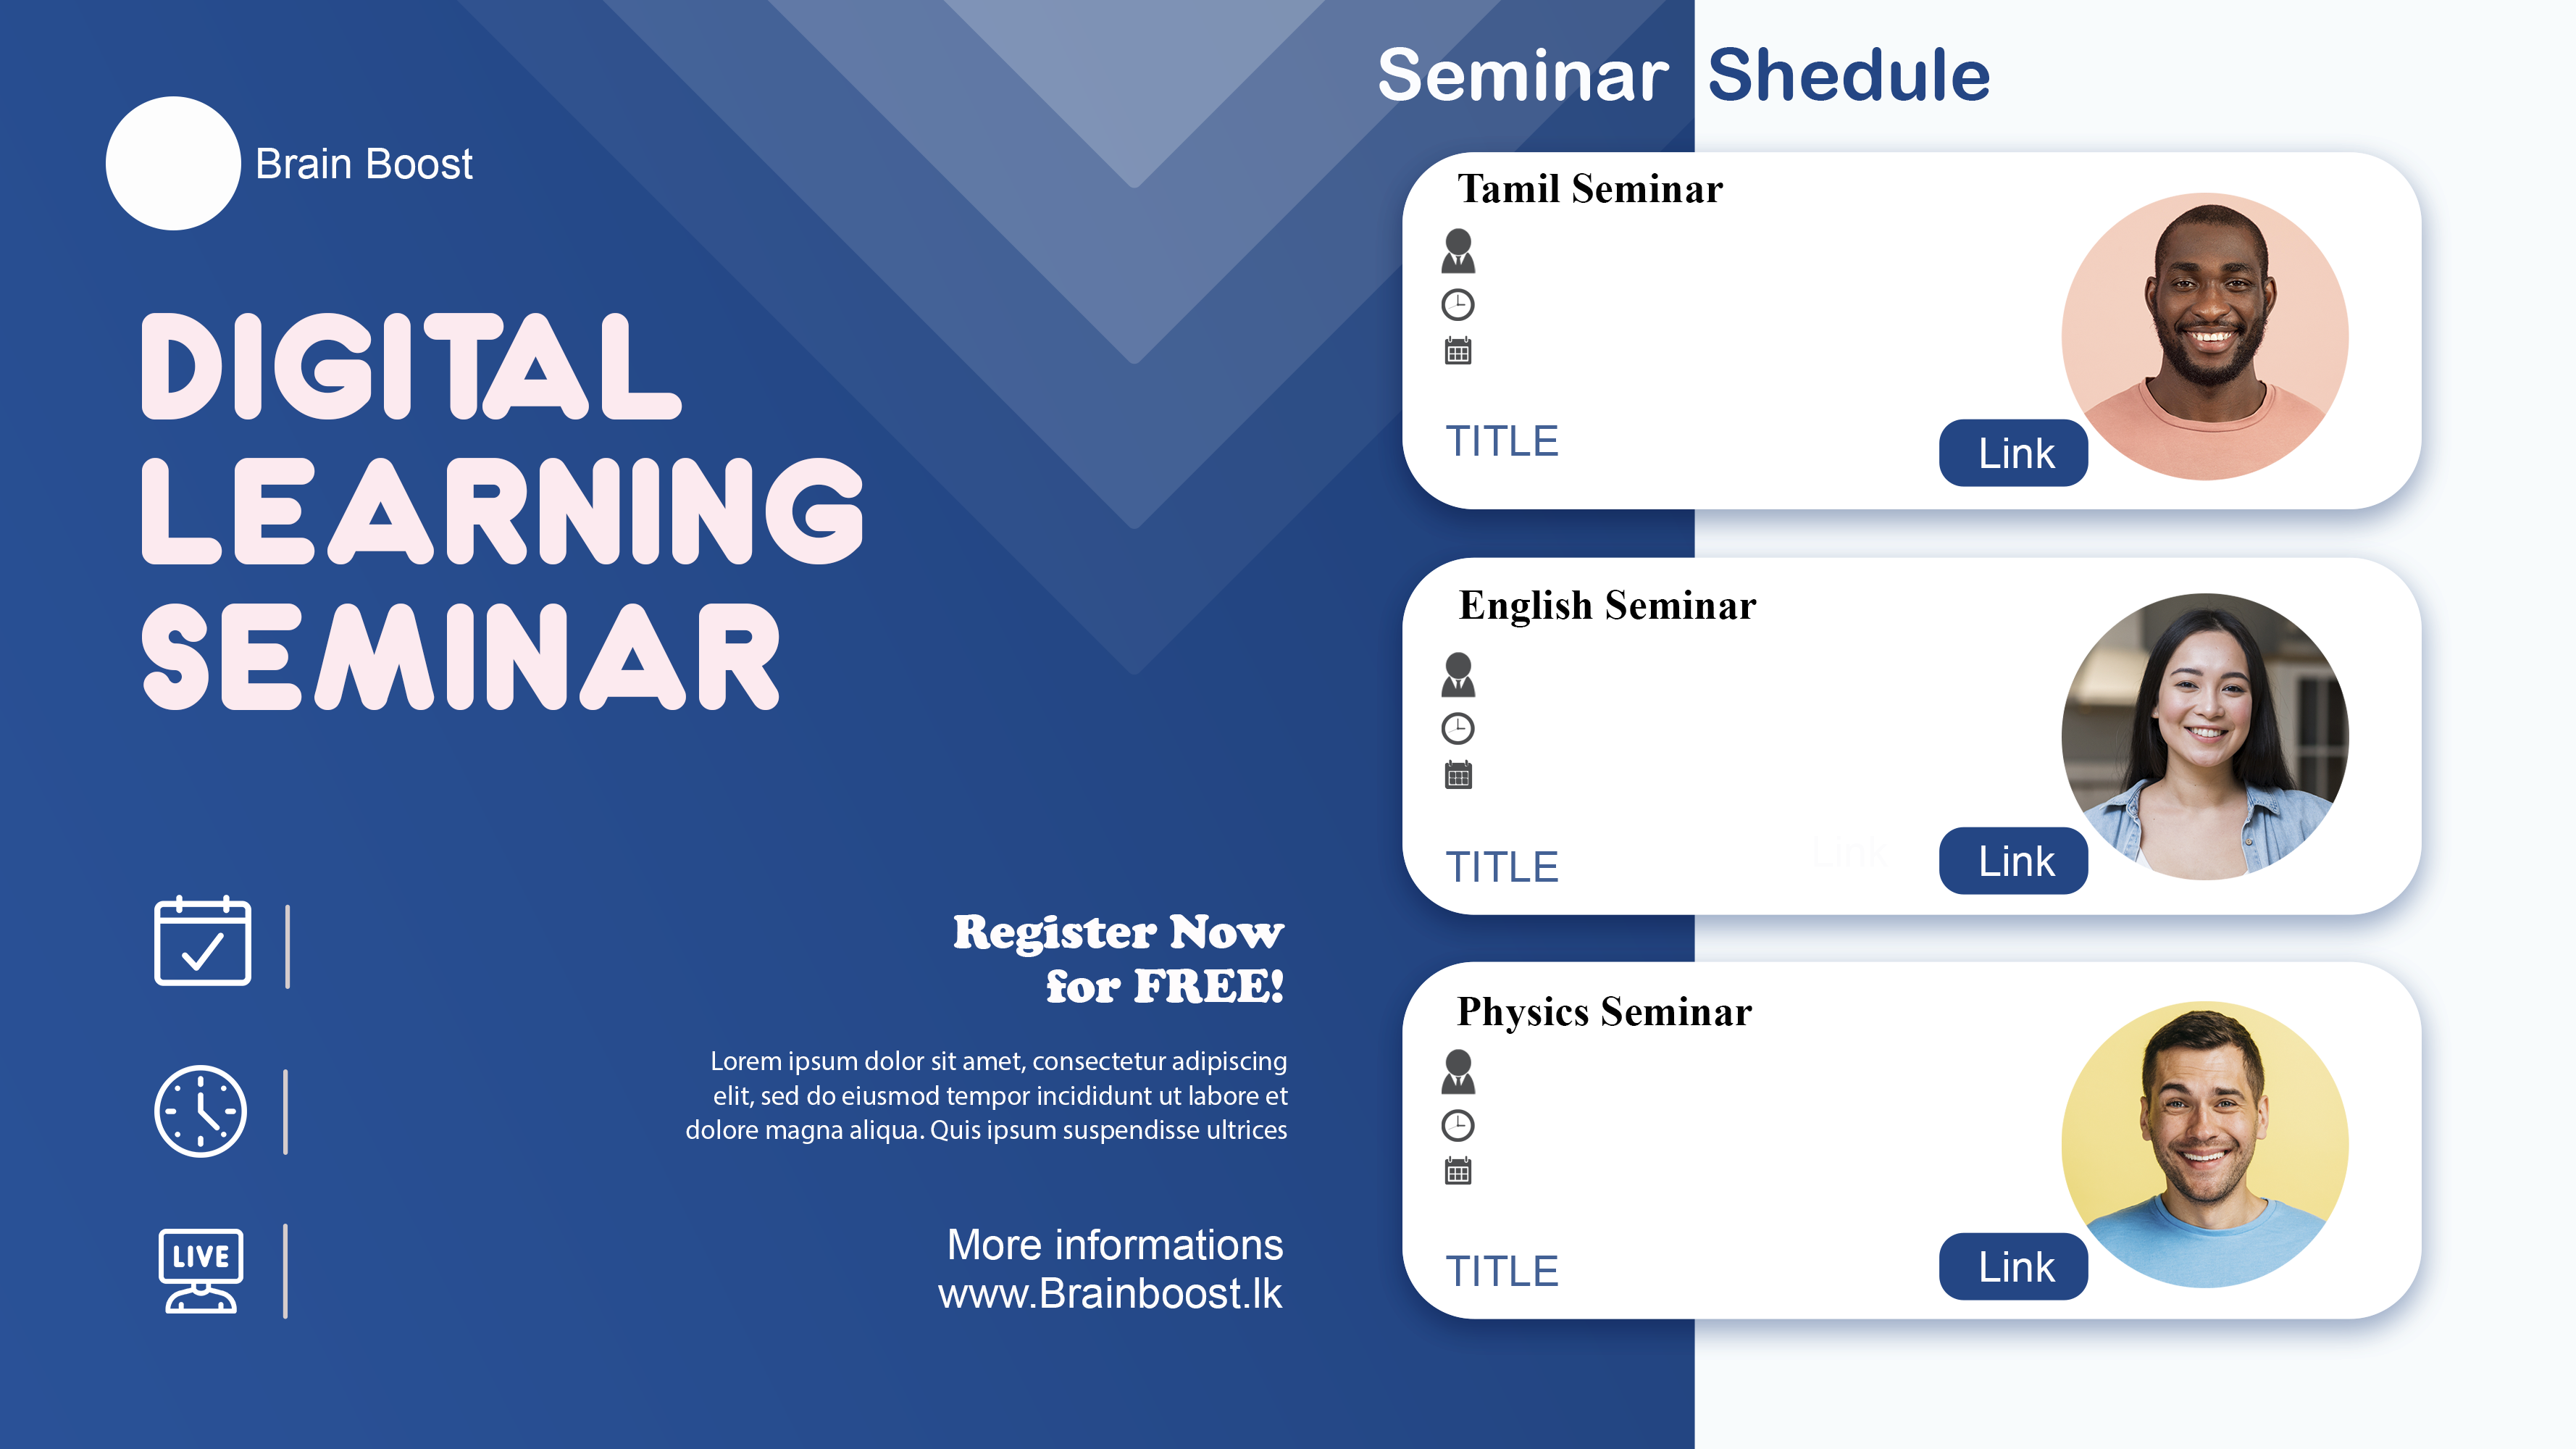 Brain Boost
DIGITAL
LEARNING
SEMINAR
Register Now
for FREE!
Lorem ipsum dolor sit amet, consectetur adipiscing
elit, sed do eiusmod tempor incididunt ut labore et
dolore magna aliqua. Quis ipsum suspendisse ultrices
LIVE
More informations
www.Brainboost.lk
Seminar Shedule
Tamil Seminar
TITLE
Link
English Seminar
TITLE
Link
Link
Physics Seminar
TITLE
Link